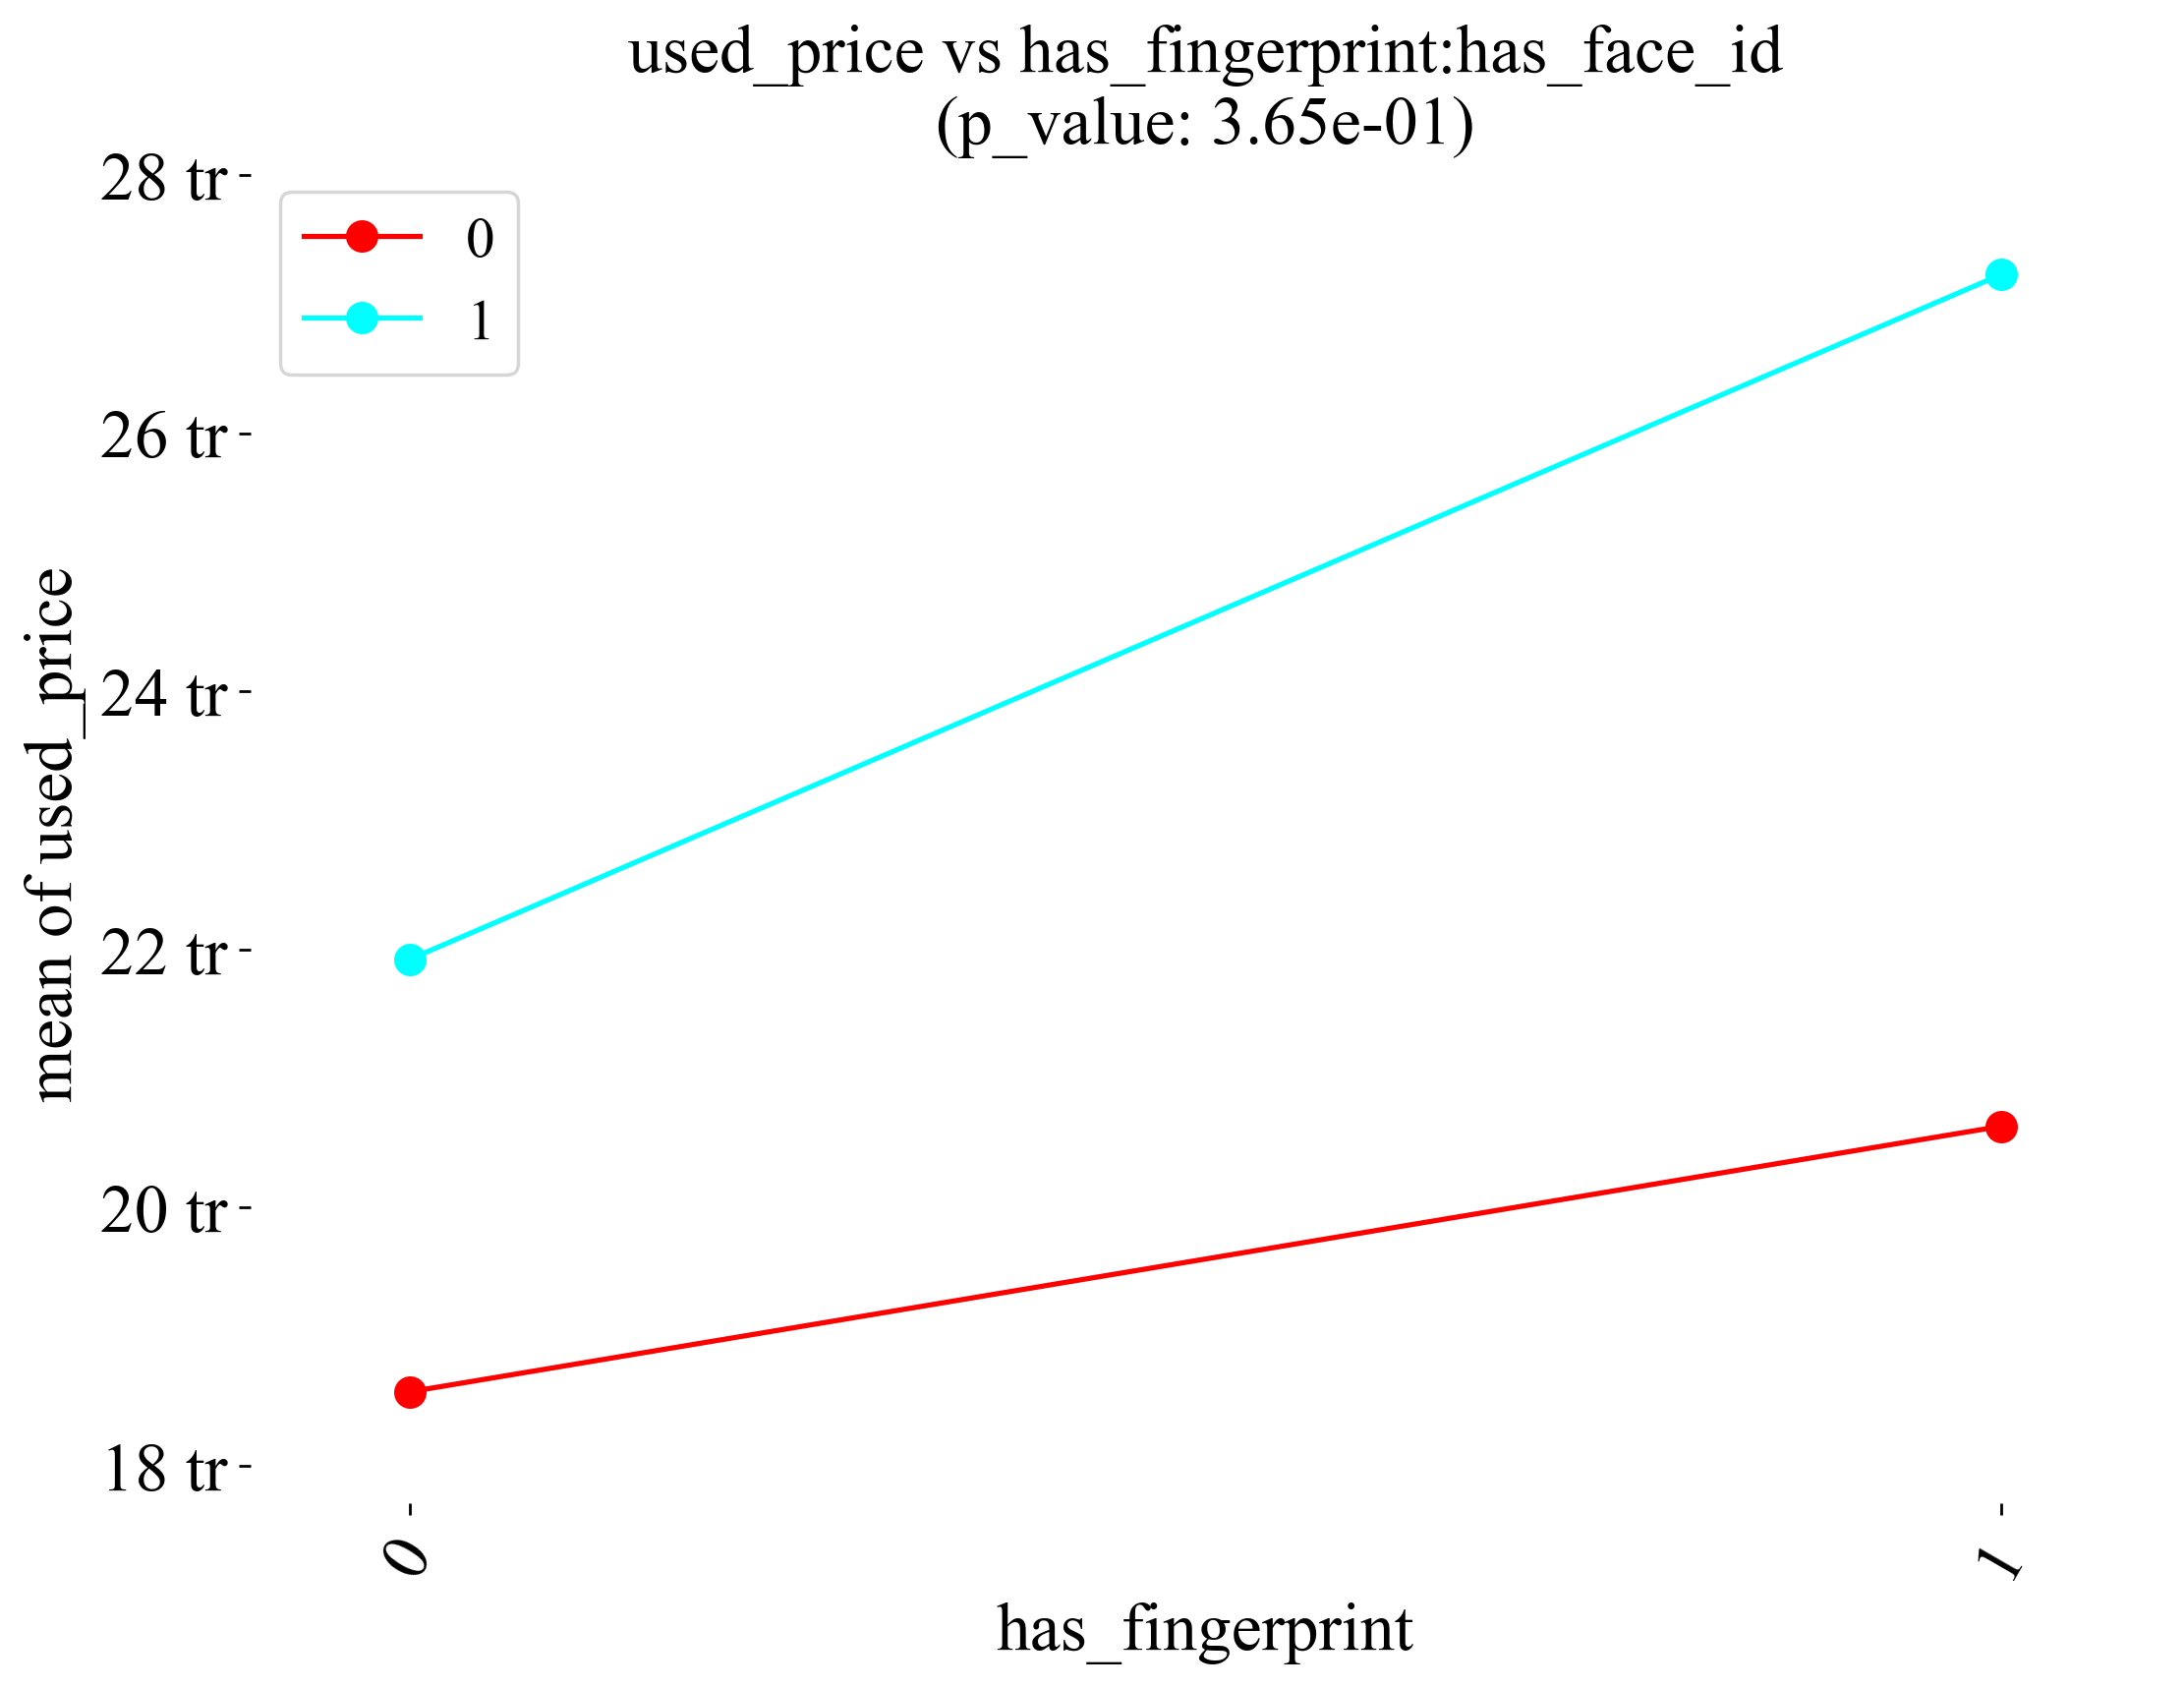 used_price vs has_fingerprint:has_face_id
(p_value: 3.65e-01)
28 tr
26 tr
24 tr
22 tr
20 tr
18 tr
0
1
mean of used_price
0
1
has_fingerprint